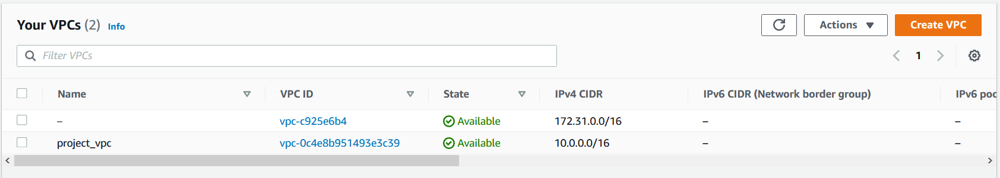 Your VPCs (2) Info
Actions
Create VPC
Filter VPCs
1
Name VPC ID State IPv4 CIDR IPv6 CIDR (Network border group) IPv6 poo
– vpc-c925e6b4 Available 172.31.0.0/16 – –
project_vpc vpc-0c4e8b951493e3c39 Available 10.0.0.0/16 – –